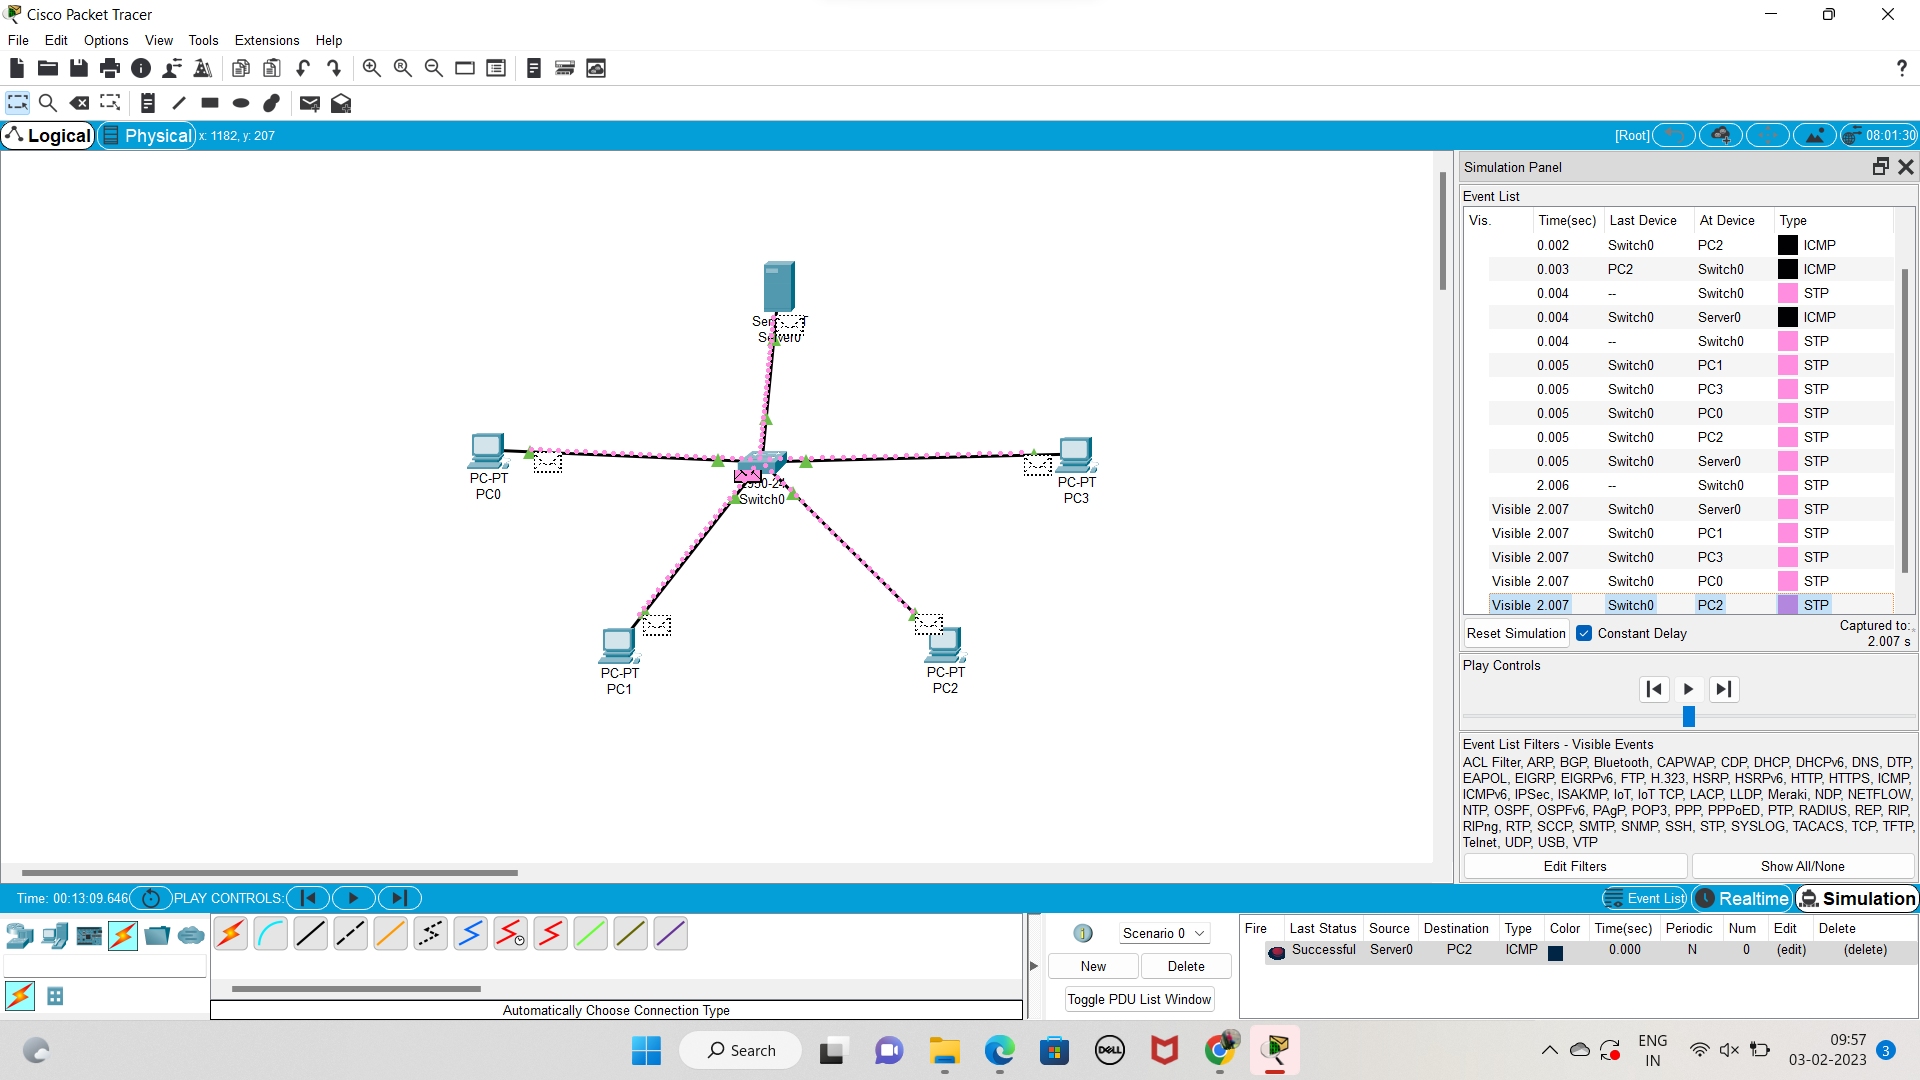 Cisco Packet Tracer
File Edit Options View Tools Extensions Help
Logical Physical x: 1182, y: 207 [Root] 08:01:30
Simulation Panel
Event List
Vis. Time(sec) Last Device At Device Type
0.002 Switch0 PC2 ICMP
0.003 PC2 Switch0 ICMP
0.004 -- Switch0 STP
0.004 Switch0 Server0 ICMP
0.004 -- Switch0 STP
0.005 Switch0 PC1 STP
0.005 Switch0 PC3 STP
0.005 Switch0 PC0 STP
0.005 Switch0 PC2 STP
0.005 Switch0 Server0 STP
2.006 -- Switch0 STP
Visible 2.007 Switch0 Server0 STP
Visible 2.007 Switch0 PC1 STP
Visible 2.007 Switch0 PC3 STP
Visible 2.007 Switch0 PC0 STP
Visible 2.007 Switch0 PC2 STP
Reset Simulation Constant Delay Captured to:
2.007 s
Play Controls
Event List Filters - Visible Events
ACL Filter, ARP, BGP, Bluetooth, CAPWAP, CDP, DHCP, DHCPv6, DNS, DTP,
EAPOL, EIGRP, EIGRPv6, FTP, H.323, HSRP, HSRPv6, HTTP, HTTPS, ICMP,
ICMPv6, IPSec, ISAKMP, IoT, IoT TCP, LACP, LLDP, Meraki, NDP, NETFLOW,
NTP, OSPF, OSPFv6, PAgP, POP3, PPP, PPPoED, PTP, RADIUS, REP, RIP,
RIPng, RTP, SCCP, SMTP, SNMP, SSH, STP, SYSLOG, TACACS, TCP, TFTP,
Telnet, UDP, USB, VTP
Edit Filters Show All/None
Server0
PC-PT
PC0
Switch0
PC-PT
PC3
PC-PT
PC1
PC-PT
PC2
Time: 00:13:09.646 PLAY CONTROLS: Event List Realtime Simulation
Automatically Choose Connection Type
Scenario 0
New Delete
Toggle PDU List Window
Fire Last Status Source Destination Type Color Time(sec) Periodic Num Edit Delete
Successful Server0 PC2 ICMP 0.000 N 0 (edit) (delete)
Search
DELL
ENG
IN
09:57
03-02-2023
3